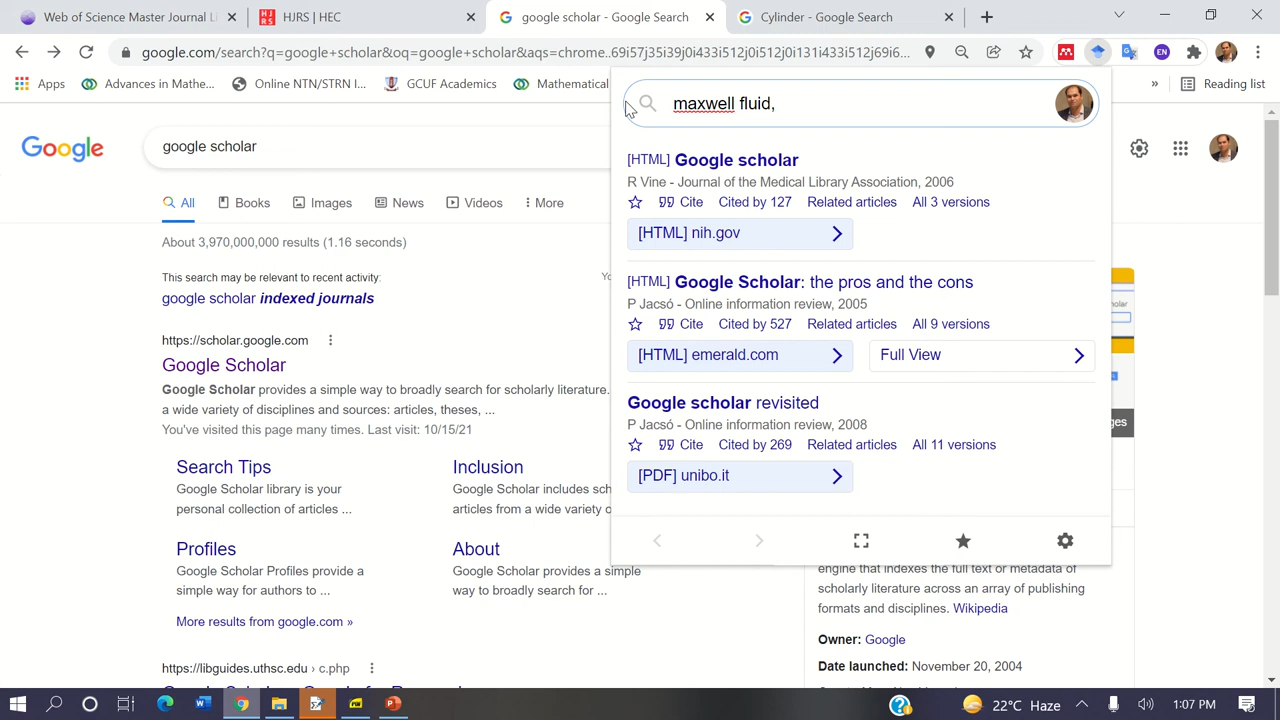 Web of Science Master Journal Li
HJRS | HEC
google scholar - Google Search
Cylinder - Google Search
google.com/search?q=google+scholar&oq=google+scholar&aqs=chrome..69i57j35i39j0i433i512j0i512j0i131i433i512j69i6...
EN
Apps
Advances in Mathe...
Online NTN/STRN I...
GCUF Academics
Mathematical
»
Reading list
Google
google scholar
maxwell fluid,
All
Books
Images
News
Videos
More
About 3,970,000,000 results (1.16 seconds)
This search may be relevant to recent activity:
Yo
google scholar indexed journals
https://scholar.google.com
Google Scholar
Google Scholar provides a simple way to broadly search for scholarly literature.
a wide variety of disciplines and sources: articles, theses, ...
You've visited this page many times. Last visit: 10/15/21
Search Tips
Google Scholar library is your
personal collection of articles ...
Inclusion
Google Scholar includes sch
articles from a wide variety o
Profiles
Google Scholar Profiles provide a
simple way for authors to ...
About
Google Scholar provides a simple
way to broadly search for ...
More results from google.com »
https://libguides.uthsc.edu › c.php
[HTML] Google scholar
R Vine - Journal of the Medical Library Association, 2006
Cite Cited by 127 Related articles All 3 versions
[HTML] nih.gov
[HTML] Google Scholar: the pros and the cons
P Jacsó - Online information review, 2005
Cite Cited by 527 Related articles All 9 versions
[HTML] emerald.com
Full View
Google scholar revisited
P Jacsó - Online information review, 2008
Cite Cited by 269 Related articles All 11 versions
[PDF] unibo.it
holar
ges
engine that indexes the full text or metadata of
scholarly literature across an array of publishing
formats and disciplines. Wikipedia
Owner: Google
Date launched: November 20, 2004
22°C Haze
1:07 PM